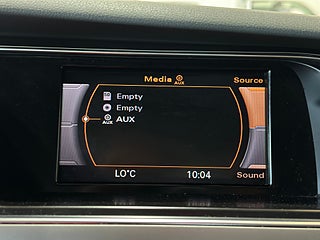 Media AUX
Source
Empty
Empty
AUX AUX
LO°C
10:04
Sound